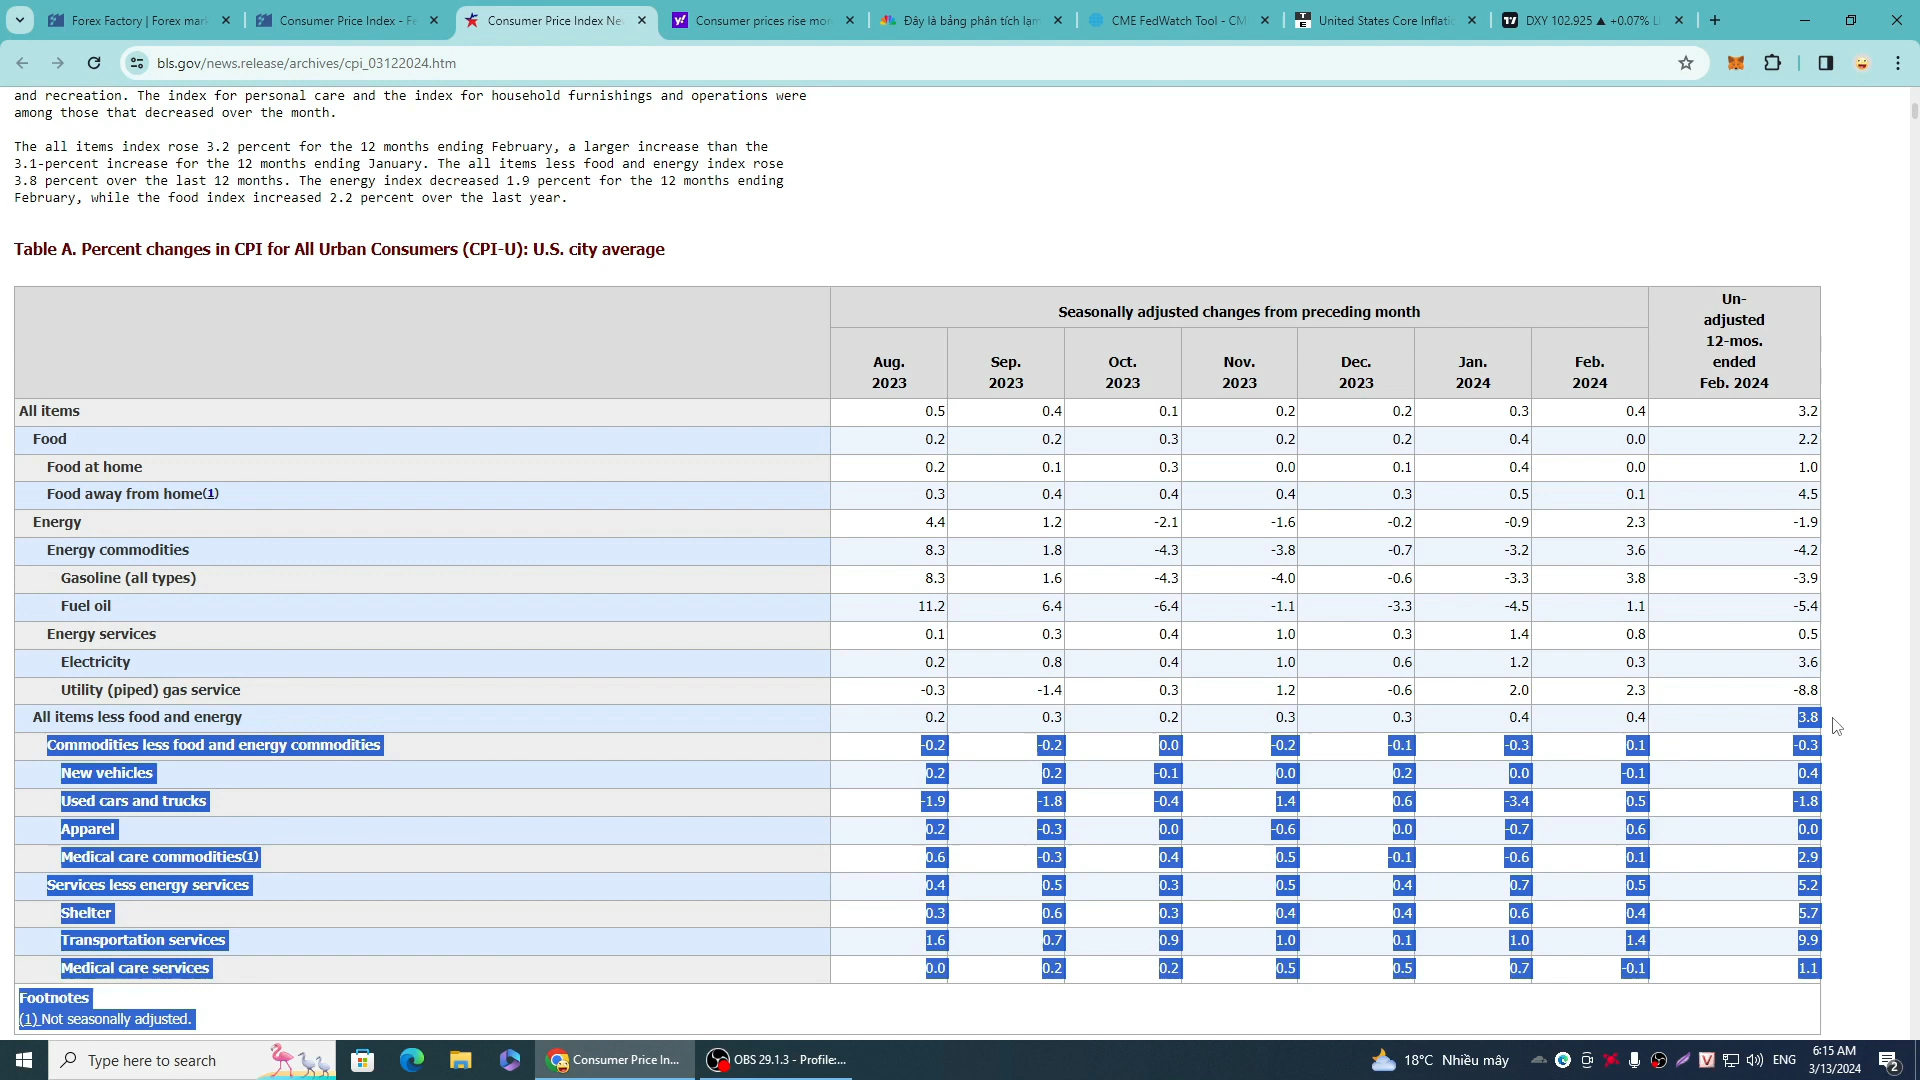 Forex Factory | Forex mark
Consumer Price Index - Fo
Consumer Price Index Ne
Consumer prices rise mor
Đây là bảng phân tích lạm
CME FedWatch Tool - CM
United States Core Inflati
DXY 102.925 ▲ +0.07%
bls.gov/news.release/archives/cpi_03122024.htm
and recreation. The index for personal care and the index for household furnishings and operations were
among those that decreased over the month.
The all items index rose 3.2 percent for the 12 months ending February, a larger increase than the
3.1-percent increase for the 12 months ending January. The all items less food and energy index rose
3.8 percent over the last 12 months. The energy index decreased 1.9 percent for the 12 months ending
February, while the food index increased 2.2 percent over the last year.
Table A. Percent changes in CPI for All Urban Consumers (CPI-U): U.S. city average
Seasonally adjusted changes from preceding month
Un-
adjusted
12-mos.
ended
Feb. 2024
Aug. 2023 Sep. 2023 Oct. 2023 Nov. 2023 Dec. 2023 Jan. 2024 Feb. 2024
All items 0.5 0.4 0.1 0.2 0.2 0.3 0.4 3.2
Food 0.2 0.2 0.3 0.2 0.2 0.4 0.0 2.2
Food at home 0.2 0.1 0.3 0.0 0.1 0.4 0.0 1.0
Food away from home(1) 0.3 0.4 0.4 0.4 0.3 0.5 0.1 4.5
Energy 4.4 1.2 -2.1 -1.6 -0.2 -0.9 2.3 -1.9
Energy commodities 8.3 1.8 -4.3 -3.8 -0.7 -3.2 3.6 -4.2
Gasoline (all types) 8.3 1.6 -4.3 -4.0 -0.6 -3.3 3.8 -3.9
Fuel oil 11.2 6.4 -6.4 -1.1 -3.3 -4.5 1.1 -5.4
Energy services 0.1 0.3 0.4 1.0 0.3 1.4 0.8 0.5
Electricity 0.2 0.8 0.4 1.0 0.6 1.2 0.3 3.6
Utility (piped) gas service -0.3 -1.4 0.3 1.2 -0.6 2.0 2.3 -8.8
All items less food and energy 0.2 0.3 0.2 0.3 0.3 0.4 0.4 3.8
Commodities less food and energy commodities -0.2 -0.2 0.0 -0.2 -0.1 -0.3 0.1 -0.3
New vehicles 0.2 0.2 -0.1 0.0 0.2 0.0 -0.1 0.4
Used cars and trucks -1.9 -1.8 -0.4 1.4 0.6 -3.4 0.5 -1.8
Apparel 0.2 -0.3 0.0 -0.6 0.0 -0.7 0.6 0.0
Medical care commodities(1) 0.6 -0.3 0.4 0.5 -0.1 -0.6 0.1 2.9
Services less energy services 0.4 0.5 0.3 0.5 0.4 0.7 0.5 5.2
Shelter 0.3 0.6 0.3 0.4 0.4 0.6 0.4 5.7
Transportation services 1.6 0.7 0.9 1.0 0.1 1.0 1.4 9.9
Medical care services 0.0 0.2 0.2 0.5 0.5 0.7 -0.1 1.1
Footnotes
(1) Not seasonally adjusted.
Type here to search
Consumer Price In...
OBS 29.1.3 - Profile:...
18°C Nhiều mây
ENG
6:15 AM
3/13/2024
2